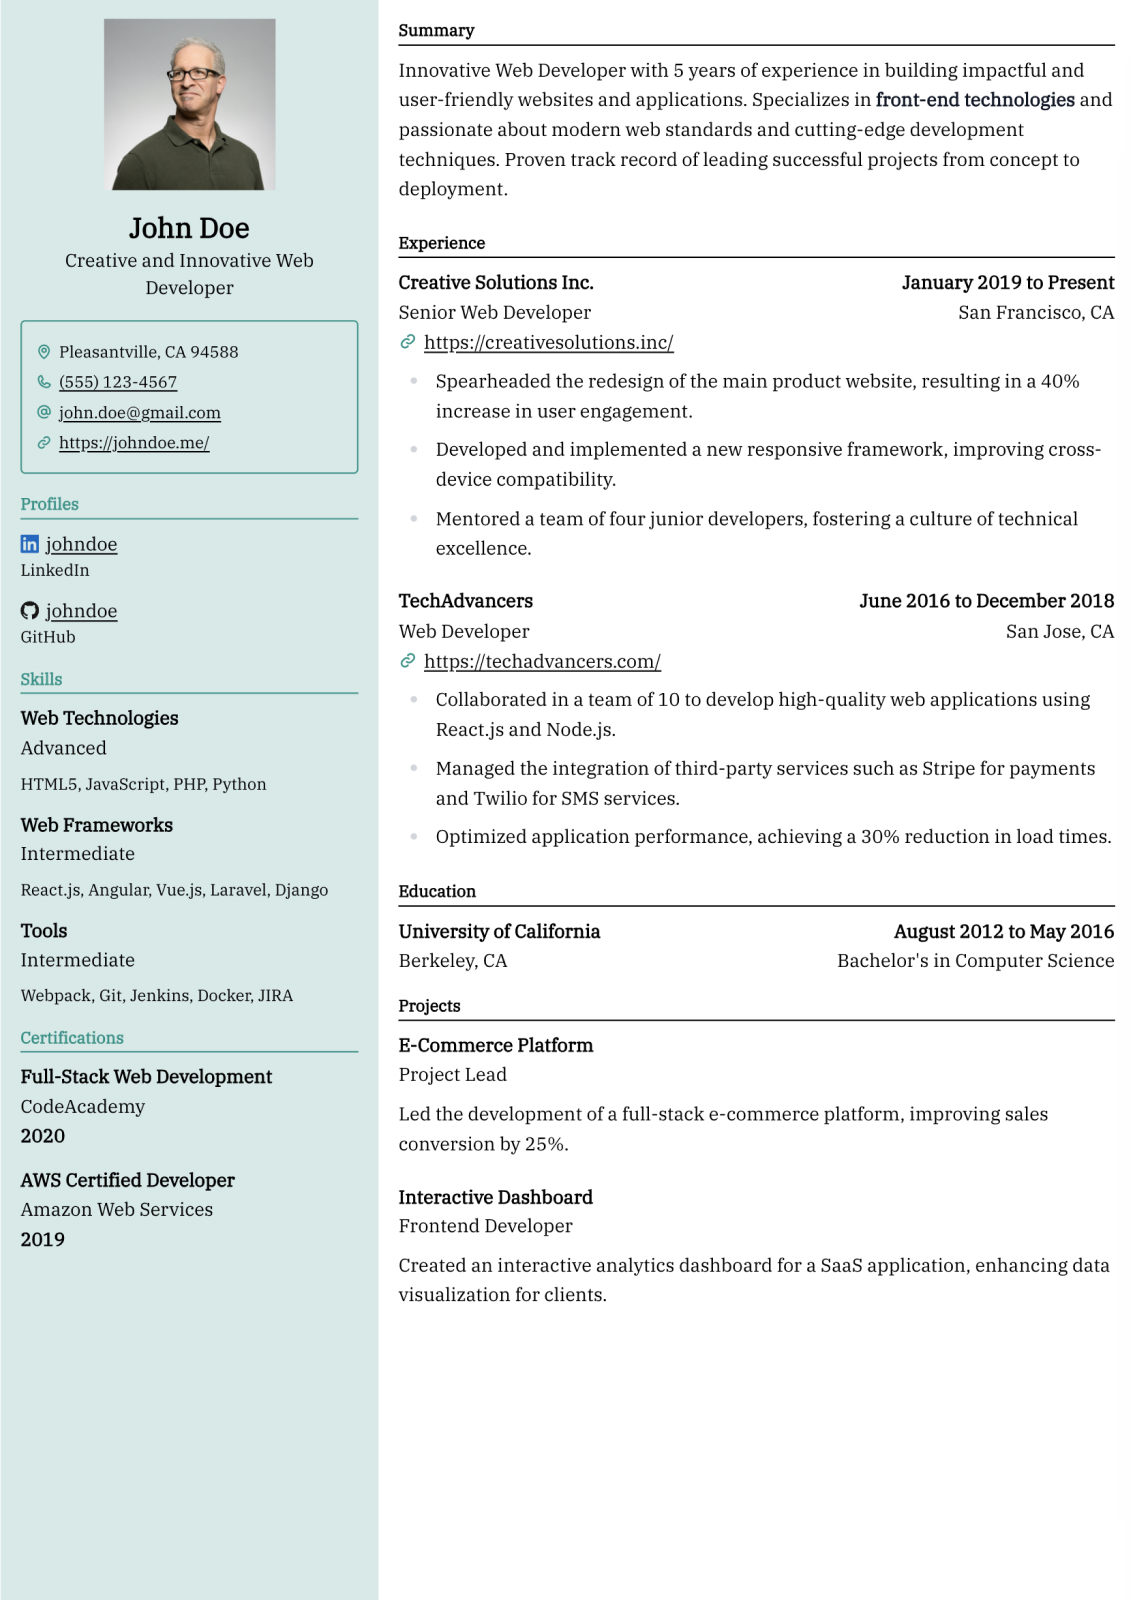 John Doe
Creative and Innovative Web
Developer
Pleasantville, CA 94588
(555) 123-4567
john.doe@gmail.com
https://johndoe.me/
Profiles
in johndoe
LinkedIn
johndoe
GitHub
Skills
Web Technologies
Advanced
HTML5, JavaScript, PHP, Python
Web Frameworks
Intermediate
React.js, Angular, Vue.js, Laravel, Django
Tools
Intermediate
Webpack, Git, Jenkins, Docker, JIRA
Certifications
Full-Stack Web Development
CodeAcademy
2020
AWS Certified Developer
Amazon Web Services
2019
Summary
Innovative Web Developer with 5 years of experience in building impactful and
user-friendly websites and applications. Specializes in front-end technologies and
passionate about modern web standards and cutting-edge development
techniques. Proven track record of leading successful projects from concept to
deployment.
Experience
Creative Solutions Inc. January 2019 to Present
Senior Web Developer San Francisco, CA
https://creativesolutions.inc/
Spearheaded the redesign of the main product website, resulting in a 40%
increase in user engagement.
Developed and implemented a new responsive framework, improving cross-
device compatibility.
Mentored a team of four junior developers, fostering a culture of technical
excellence.
TechAdvancers June 2016 to December 2018
Web Developer San Jose, CA
https://techadvancers.com/
Collaborated in a team of 10 to develop high-quality web applications using
React.js and Node.js.
Managed the integration of third-party services such as Stripe for payments
and Twilio for SMS services.
Optimized application performance, achieving a 30% reduction in load times.
Education
University of California August 2012 to May 2016
Berkeley, CA Bachelor's in Computer Science
Projects
E-Commerce Platform
Project Lead
Led the development of a full-stack e-commerce platform, improving sales
conversion by 25%.
Interactive Dashboard
Frontend Developer
Created an interactive analytics dashboard for a SaaS application, enhancing data
visualization for clients.